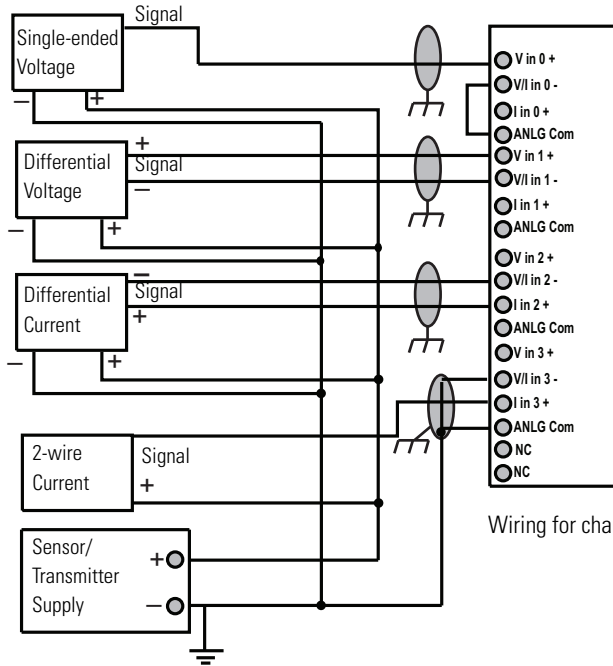 Signal
Single-ended
Voltage
− +
+
Differential
Voltage
Signal
−
− +
−
Differential
Current
Signal
+
− +
2-wire
Current
Signal
+
Sensor/
Transmitter
Supply
+
−
V in 0 +
V/I in 0 -
I in 0 +
ANLG Com
V in 1 +
V/I in 1 -
I in 1 +
ANLG Com
V in 2 +
V/I in 2 -
I in 2 +
ANLG Com
V in 3 +
V/I in 3 -
I in 3 +
ANLG Com
NC
NC
Wiring for cha